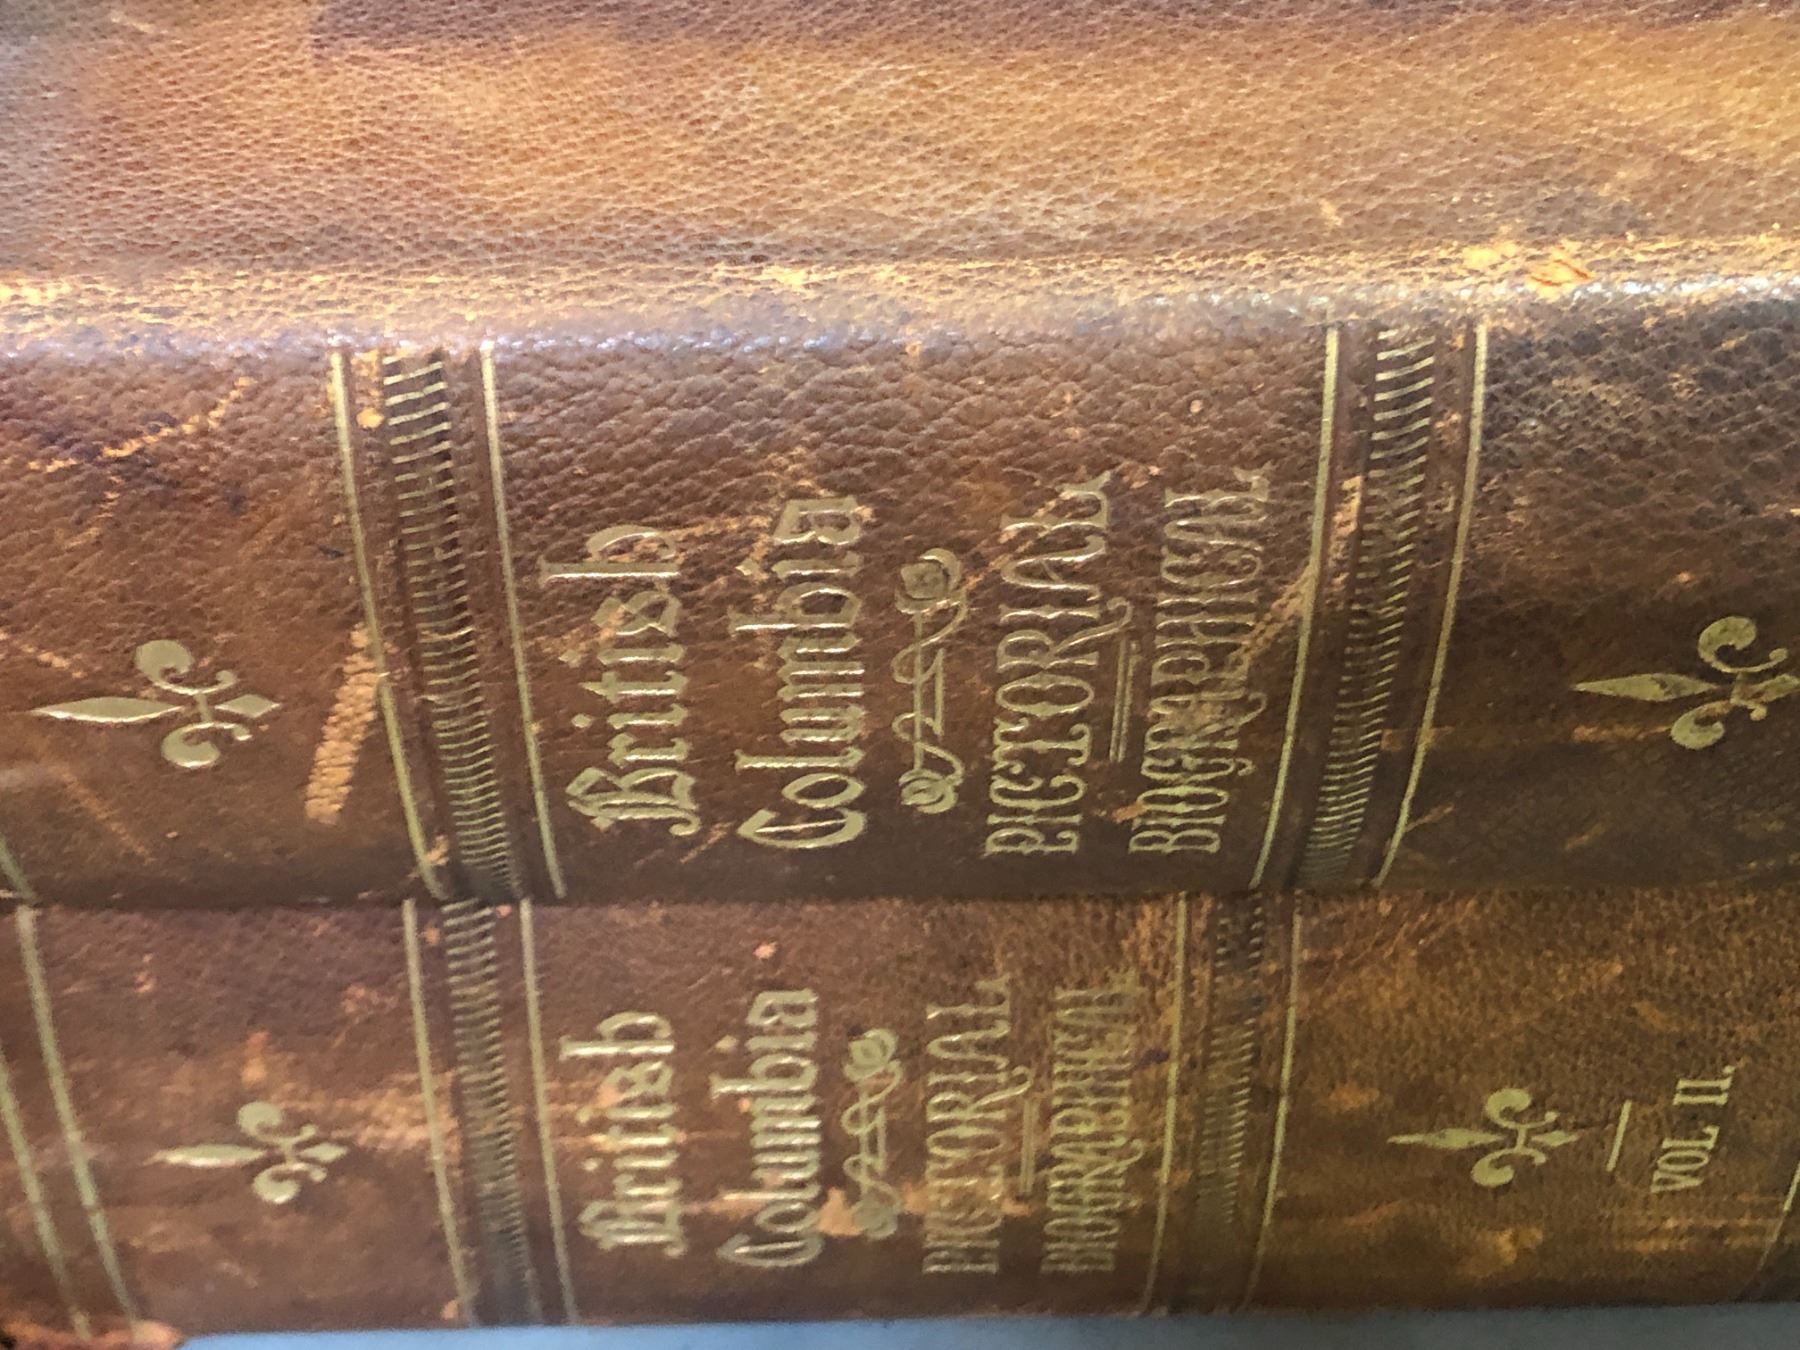 British
Columbia
PICTORIAL
BIOGRAPHICAL
British
Columbia
PICTORIAL
BIOGRAPHICAL
VOL II.